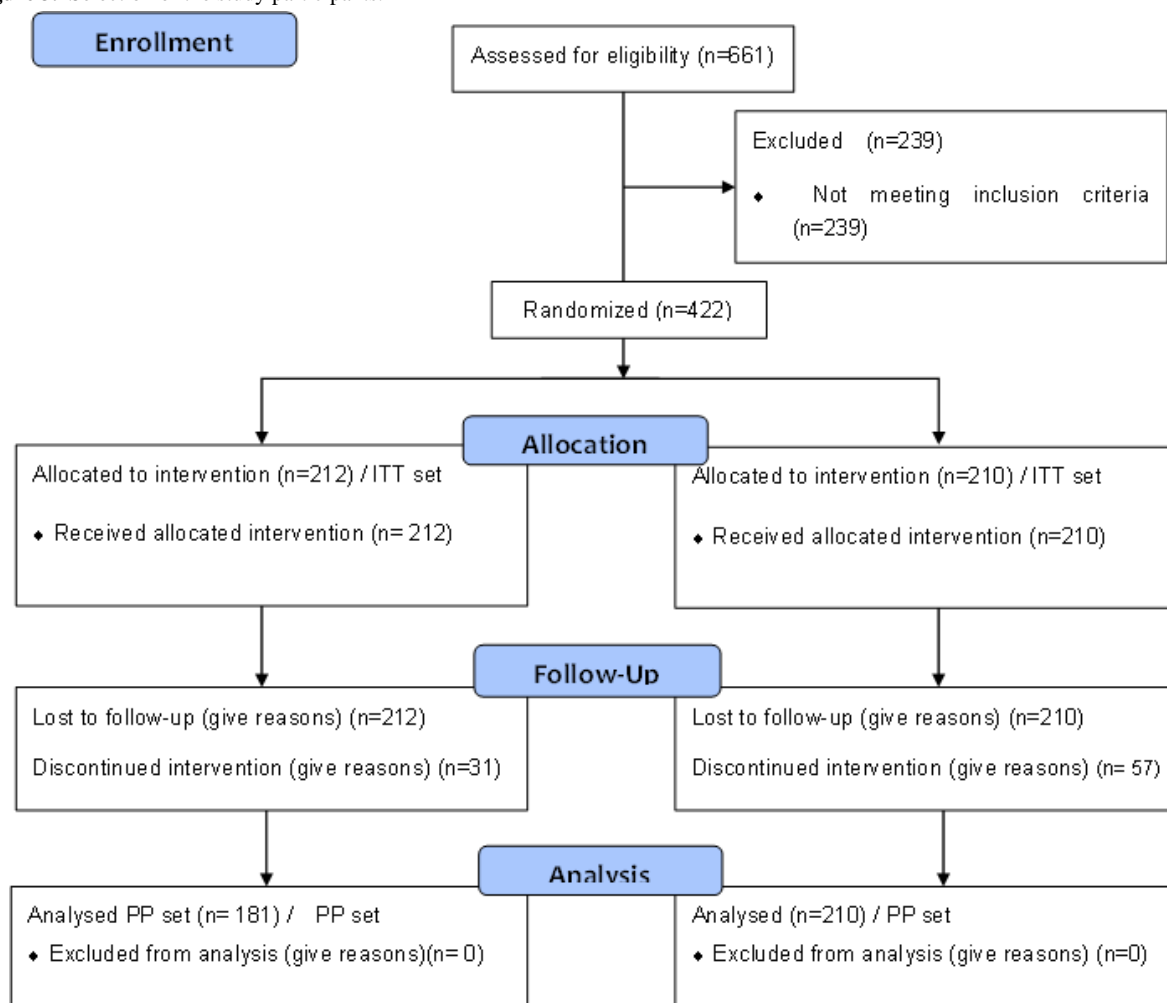 Enrollment
Assessed for eligibility (n=661)
Excluded (n=239)
⬥ Not meeting inclusion criteria
(n=239)
Randomized (n=422)
Allocation
Allocated to intervention (n=212) / ITT set
⬥ Received allocated intervention (n= 212)
Allocated to intervention (n=210) / ITT set
⬥ Received allocated intervention (n=210)
Follow-Up
Lost to follow-up (give reasons) (n=212)
Discontinued intervention (give reasons) (n=31)
Lost to follow-up (give reasons) (n=210)
Discontinued intervention (give reasons) (n= 57)
Analysis
Analysed PP set (n= 181) / PP set
⬥ Excluded from analysis (give reasons)(n= 0)
Analysed (n=210) / PP set
⬥ Excluded from analysis (give reasons) (n=0)